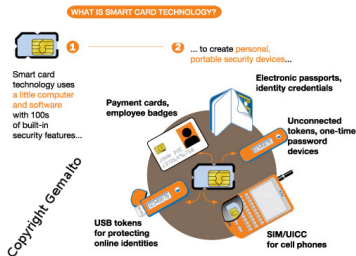 WHAT IS SMART CARD TECHNOLOGY?
1
Smart card
technology uses
a little computer
and software
with 100s
of built-in
security features...
2
... to create personal,
portable security devices...
Electronic passports,
identity credentials
Payment cards,
employee badges
Unconnected
tokens, one-time
password
devices
USB tokens
for protecting
online identities
SIM/UICC
for cell phones
Copyright Gemalto